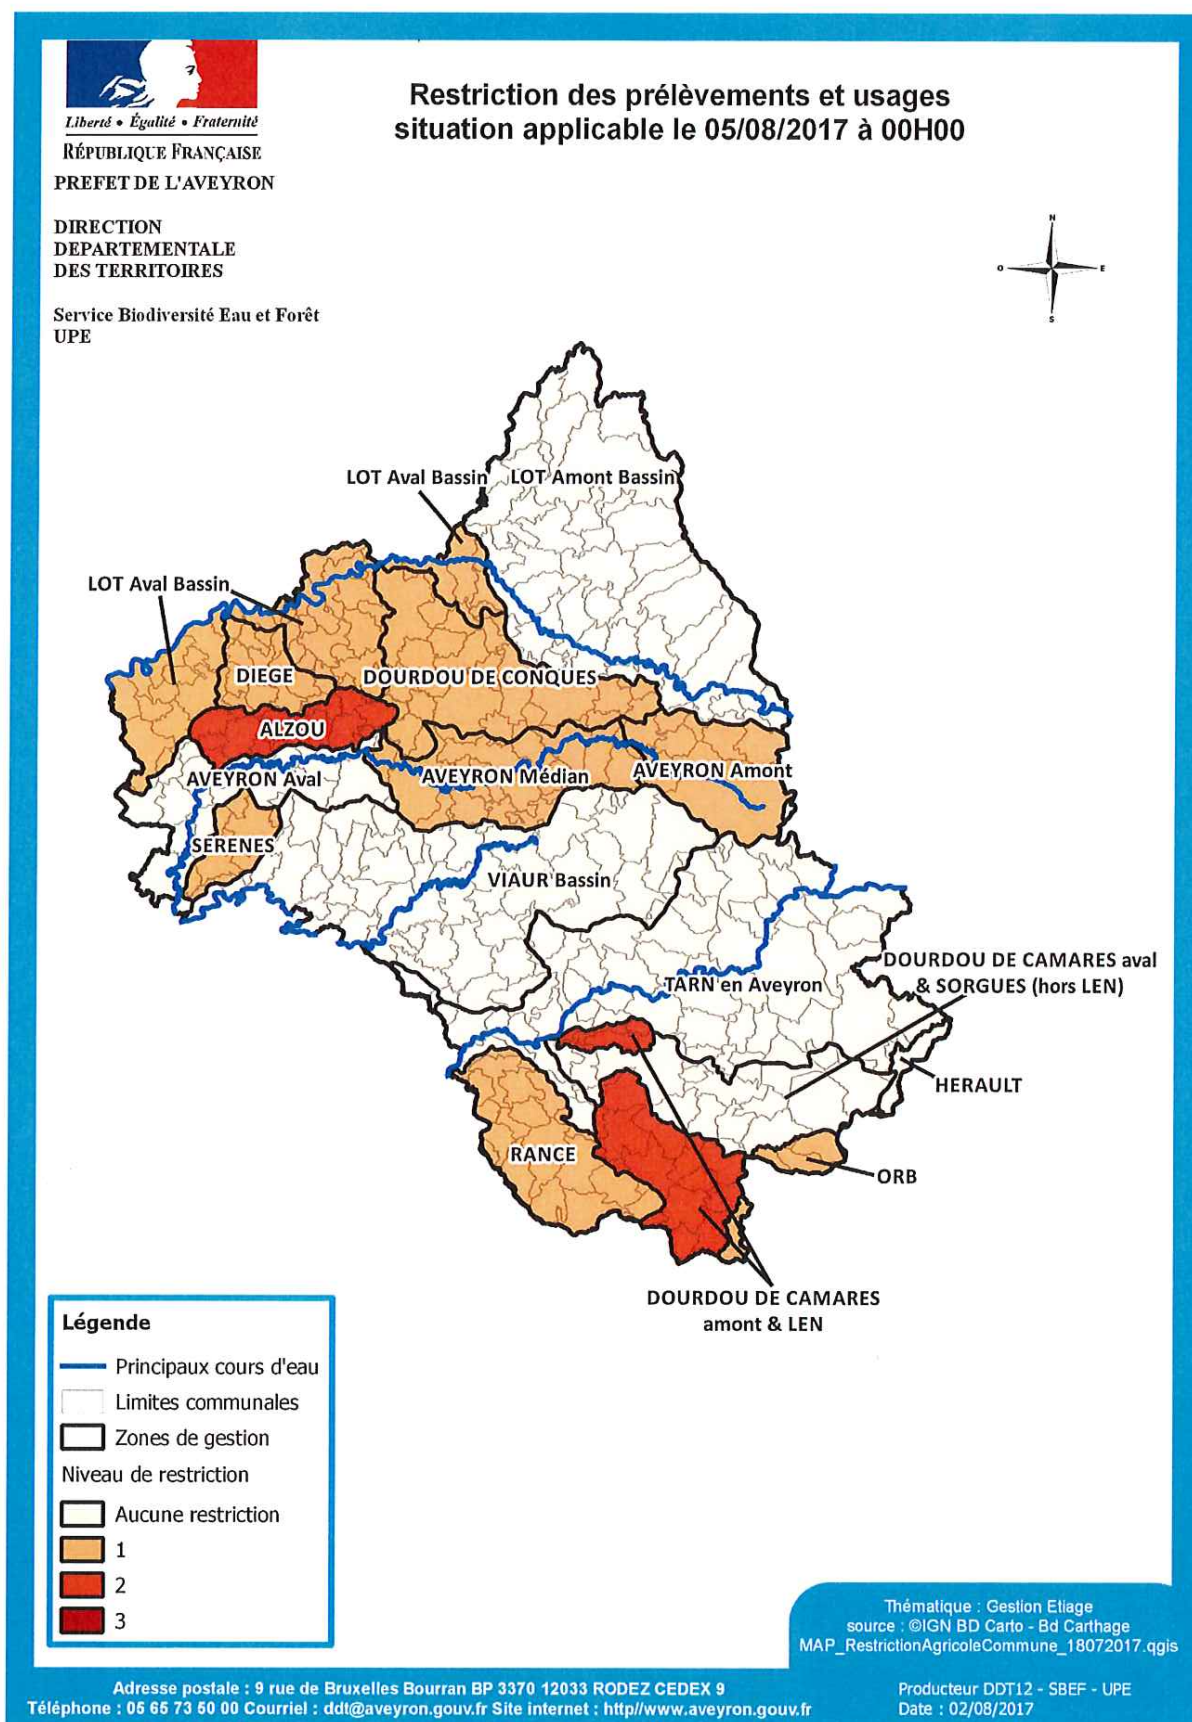 Liberté • Égalité • Fraternité
RÉPUBLIQUE FRANÇAISE
PREFET DE L'AVEYRON
DIRECTION
DEPARTEMENTALE
DES TERRITOIRES
Service Biodiversité Eau et Forêt
UPE
Restriction des prélèvements et usages
situation applicable le 05/08/2017 à 00H00
N
O
E
S
LOT Aval Bassin
LOT Amont Bassin
LOT Aval Bassin
DIEGE
DOURDOU DE CONQUES
ALZOU
AVEYRON Aval
AVEYRON Médian
AVEYRON Amont
SERENES
VIAUR Bassin
DOURDOU DE CAMARES aval
& SORGUES (hors LEN)
TARN en Aveyron
HERAULT
RANCE
ORB
DOURDOU DE CAMARES
amont & LEN
Légende
Principaux cours d'eau
Limites communales
Zones de gestion
Niveau de restriction
Aucune restriction
1
2
3
Thématique : Gestion Etiage
source : ©IGN BD Carto - Bd Carthage
MAP_RestrictionAgricoleCommune_18072017.qgis
Adresse postale : 9 rue de Bruxelles Bourran BP 3370 12033 RODEZ CEDEX 9
Téléphone : 05 65 73 50 00 Courriel : ddt@aveyron.gouv.fr Site internet : http//www.aveyron.gouv.fr
Producteur DDT12 - SBEF - UPE
Date : 02/08/2017